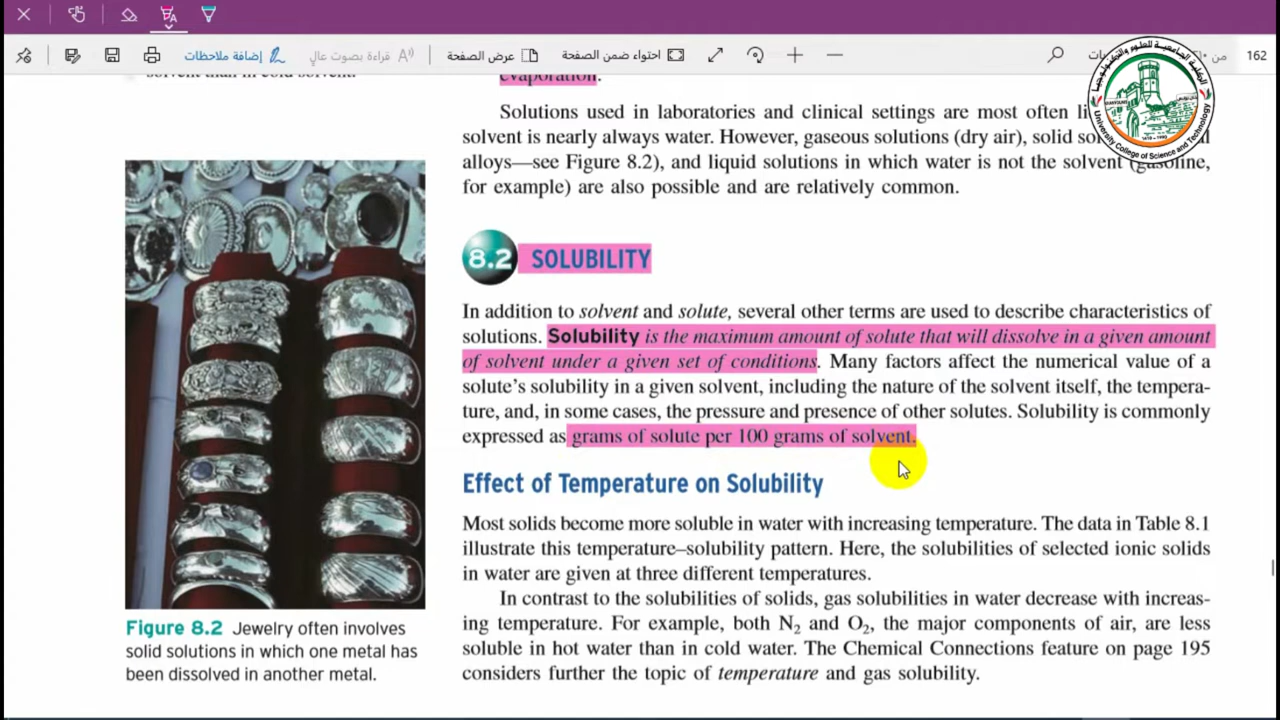 إضافة ملاحظات
قراءة بصوت عالٍ
عرض الصفحة
احتواء ضمن الصفحة
من
162
solvent than in cold solvent.
evaporation.
Solutions used in laboratories and clinical settings are most often li
solvent is nearly always water. However, gaseous solutions (dry air), solid so
alloys—see Figure 8.2), and liquid solutions in which water is not the solvent (gasoline,
for example) are also possible and are relatively common.
University College of Science and Technology
8.2 SOLUBILITY
In addition to solvent and solute, several other terms are used to describe characteristics of
solutions. Solubility is the maximum amount of solute that will dissolve in a given amount
of solvent under a given set of conditions. Many factors affect the numerical value of a
solute's solubility in a given solvent, including the nature of the solvent itself, the tempera-
ture, and, in some cases, the pressure and presence of other solutes. Solubility is commonly
expressed as grams of solute per 100 grams of solvent.
Effect of Temperature on Solubility
Most solids become more soluble in water with increasing temperature. The data in Table 8.1
illustrate this temperature–solubility pattern. Here, the solubilities of selected ionic solids
in water are given at three different temperatures.
In contrast to the solubilities of solids, gas solubilities in water decrease with increas-
ing temperature. For example, both N₂ and O₂, the major components of air, are less
soluble in hot water than in cold water. The Chemical Connections feature on page 195
considers further the topic of temperature and gas solubility.
Figure 8.2 Jewelry often involves
solid solutions in which one metal has
been dissolved in another metal.